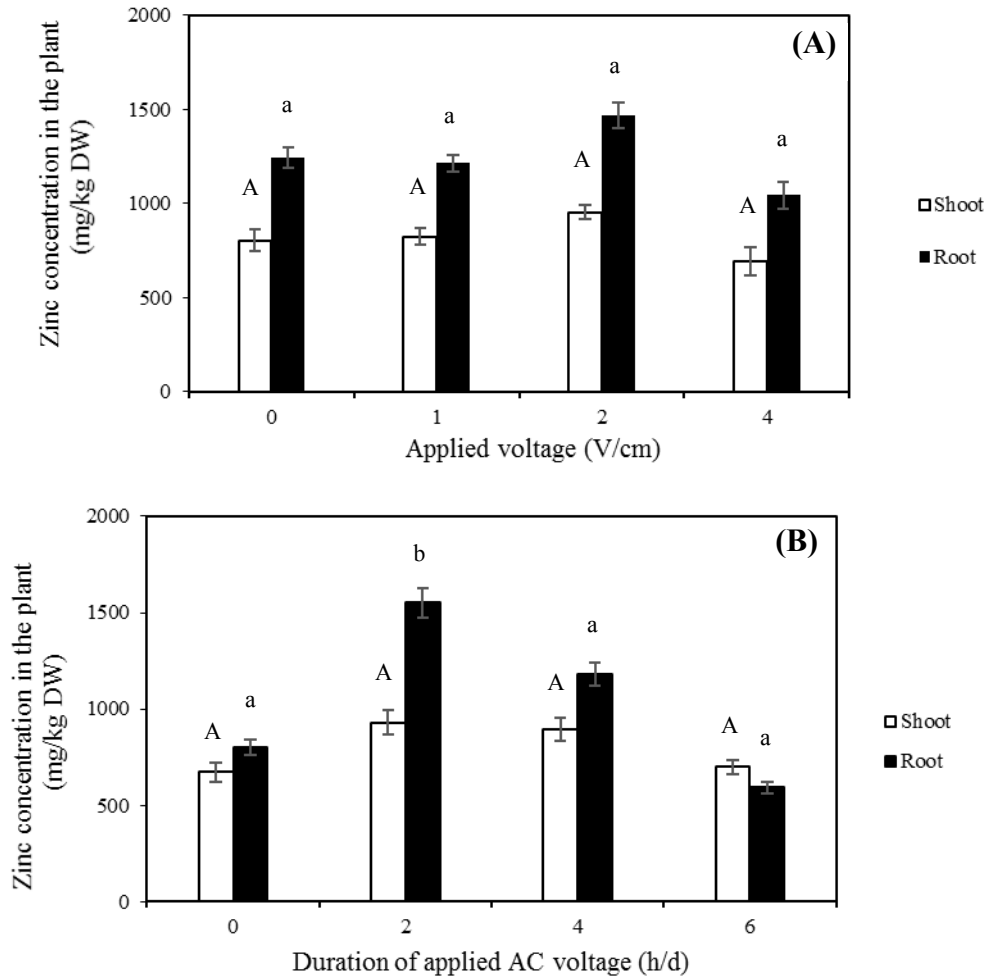 (A)
Zinc concentration in the plant
(mg/kg DW)
2000
1500
1000
500
0
A
a
A
a
A
a
A
a
0
1
2
4
Applied voltage (V/cm)
Shoot
Root
(B)
Zinc concentration in the plant
(mg/kg DW)
2000
1500
1000
500
0
A
a
A
b
A
a
A
a
0
2
4
6
Duration of applied AC voltage (h/d)
Shoot
Root